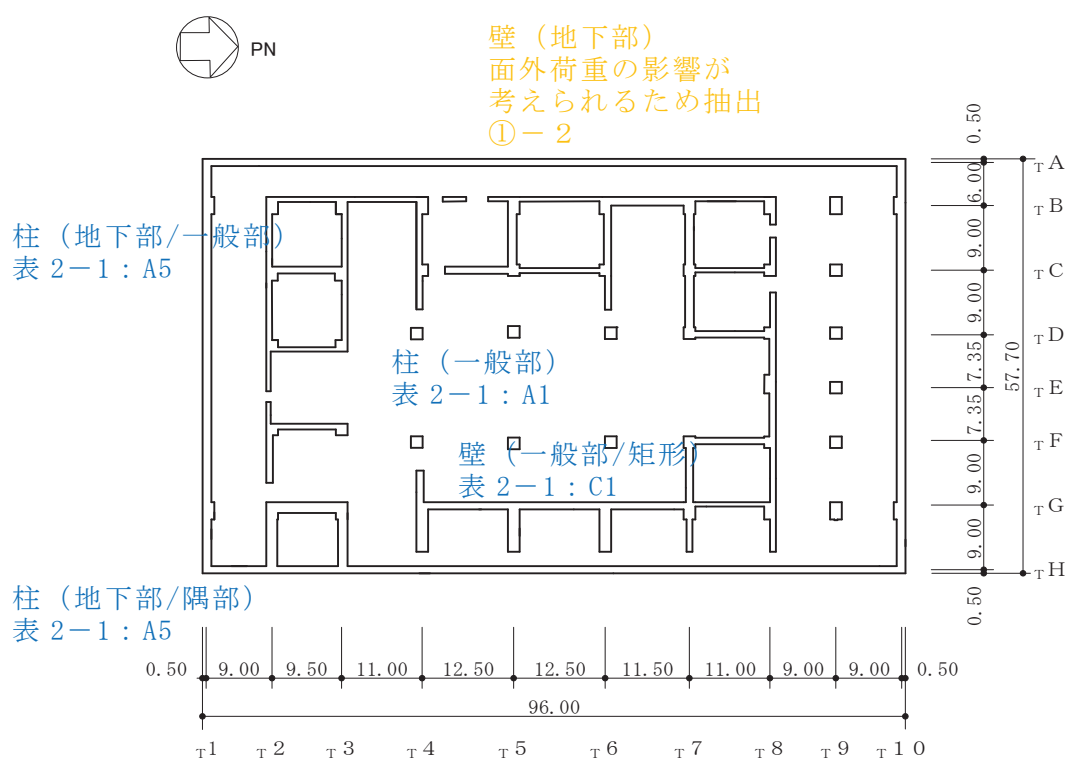 PN
壁（地下部）
面外荷重の影響が
考えられるため抽出
①－２
柱（地下部/一般部）
表 2－1：A5
柱（一般部）
表 2－1：A1
壁（一般部/矩形）
表 2－1：C1
柱（地下部/隅部）
表 2－1：A5
0.50
6.00
9.00
9.00
7.35
7.35
9.00
9.00
0.50
57.70
TA
TB
TC
TD
TE
TF
TG
TH
0.50 9.00 9.50 11.00 12.50 12.50 11.50 11.00 9.00 9.00 0.50
96.00
T1 T2 T3 T4 T5 T6 T7 T8 T9 T10